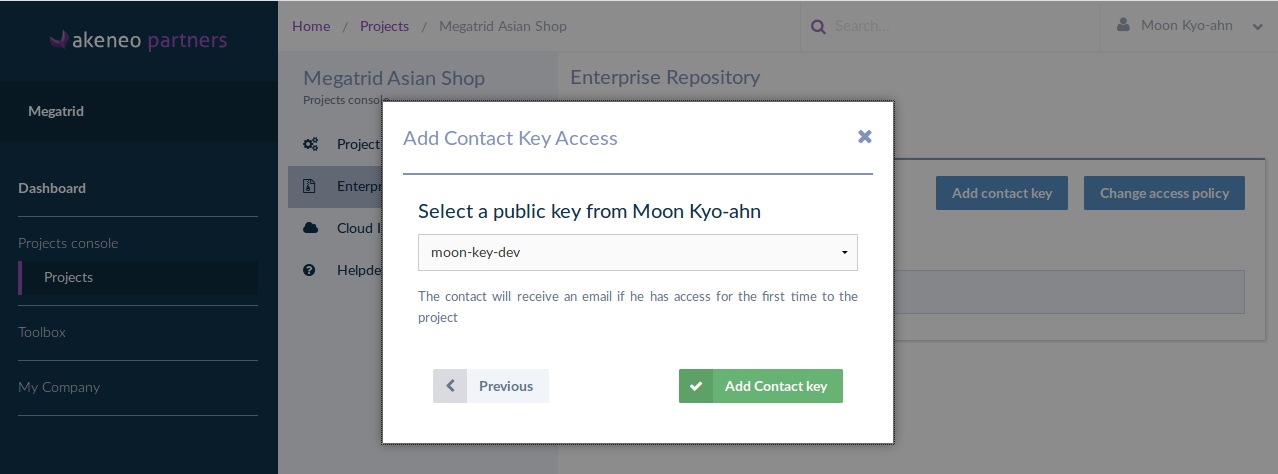 akeneo partners
Megatrid
Dashboard
Projects console
Projects
Toolbox
My Company
Home / Projects / Megatrid Asian Shop
Search...
Moon Kyo-ahn
Megatrid Asian Shop
Projects console
Project
Enterpr
Cloud I
Helpde
Enterprise Repository
Add contact key
Change access policy
Add Contact Key Access
Select a public key from Moon Kyo-ahn
moon-key-dev
The contact will receive an email if he has access for the first time to the
project
Previous
Add Contact key